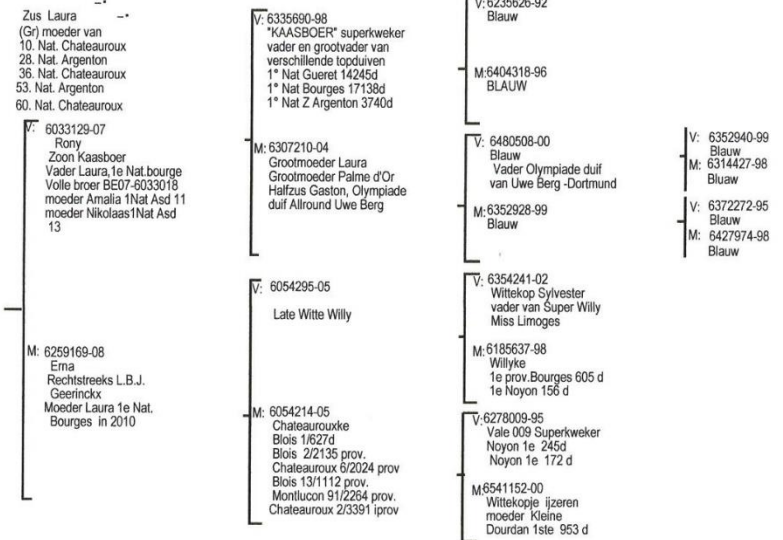 Zus Laura
(Gr) moeder van
10. Nat. Chateauroux
28. Nat. Argenton
36. Nat. Chateauroux
53. Nat. Argenton
60. Nat. Chateauroux
V: 6033129-07
Rony
Zoon Kaasboer
Vader Laura,1e Nat.bourge
Volle broer BE07-6033018
moeder Amalia 1Nat Asd 11
moeder Nikolaas1Nat Asd
13
M: 6259169-08
Erna
Rechtstreeks L.B.J.
Geerinckx
Moeder Laura 1e Nat.
Bourges in 2010
V: 6335690-98
"KAASBOER" superkweker
vader en grootvader van
verschillende topduiven
1° Nat Gueret 14245d
1° Nat Bourges 17138d
1° Nat Z Argenton 3740d
M: 6307210-04
Grootmoeder Laura
Grootmoeder Palme d'Or
Halfzus Gaston, Olympiade
duif Allround Uwe Berg
V: 6054295-05
Late Witte Willy
M: 6054214-05
Chateaurouxke
Blois 1/627d
Blois 2/2135 prov.
Chateauroux 6/2024 prov
Blois 13/1112 prov.
Montlucon 91/2264 prov.
Chateauroux 2/3391 iprov
V: 6235626-92
Blauw
M:6404318-96
BLAUW
V: 6480508-00
Blauw
Vader Olympiade duif
van Uwe Berg -Dortmund
M:6352928-99
Blauw
V: 6354241-02
Wittekop Sylvester
vader van Super Willy
Miss Limoges
M:6185637-98
Willyke
1e prov.Bourges 605 d
1e Noyon 156 d
V:6278009-95
Vale 009 Superkweker
Noyon 1e 245d
Noyon 1e 172 d
M:6541152-00
Wittekopje ijzeren
moeder Kleine
Dourdan 1ste 953 d
V: 6352940-99
Blauw
M: 6314427-98
Bluaw
V: 6372272-95
Blauw
M: 6427974-98
Blauw